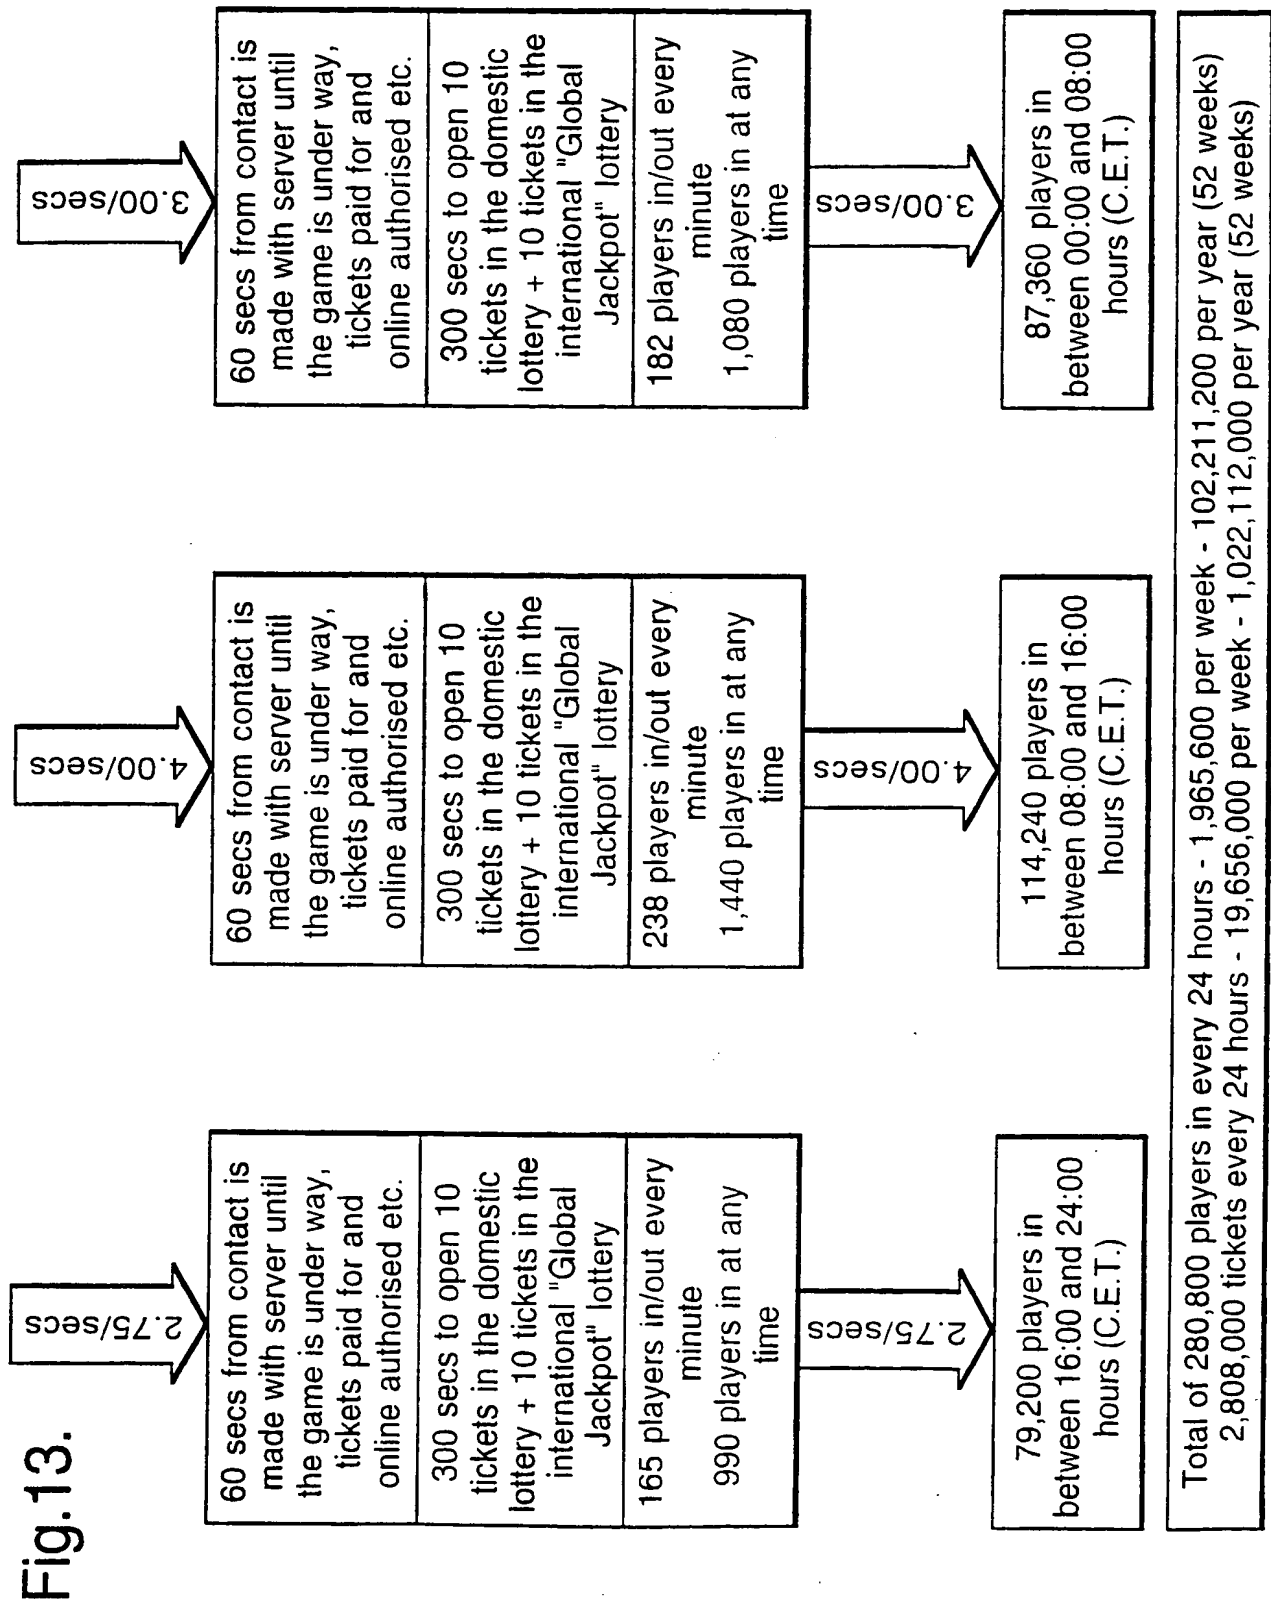 Fig.13.
2.75/secs
60 secs from contact is
made with server until
the game is under way,
tickets paid for and
online authorised etc.
300 secs to open 10
tickets in the domestic
lottery + 10 tickets in the
international "Global
Jackpot" lottery
165 players in/out every
minute
990 players in at any
time
2.75/secs
79,200 players in
between 16:00 and 24:00
hours (C.E.T.)
4.00/secs
60 secs from contact is
made with server until
the game is under way,
tickets paid for and
online authorised etc.
300 secs to open 10
tickets in the domestic
lottery + 10 tickets in the
international "Global
Jackpot" lottery
238 players in/out every
minute
1,440 players in at any
time
4.00/secs
114,240 players in
between 08:00 and 16:00
hours (C.E.T.)
3.00/secs
60 secs from contact is
made with server until
the game is under way,
tickets paid for and
online authorised etc.
300 secs to open 10
tickets in the domestic
lottery + 10 tickets in the
international "Global
Jackpot" lottery
182 players in/out every
minute
1,080 players in at any
time
3.00/secs
87,360 players in
between 00:00 and 08:00
hours (C.E.T.)
Total of 280,800 players in every 24 hours - 1,965,600 per week - 102,211,200 per year (52 weeks)
2,808,000 tickets every 24 hours - 19,656,000 per week - 1,022,112,000 per year (52 weeks)